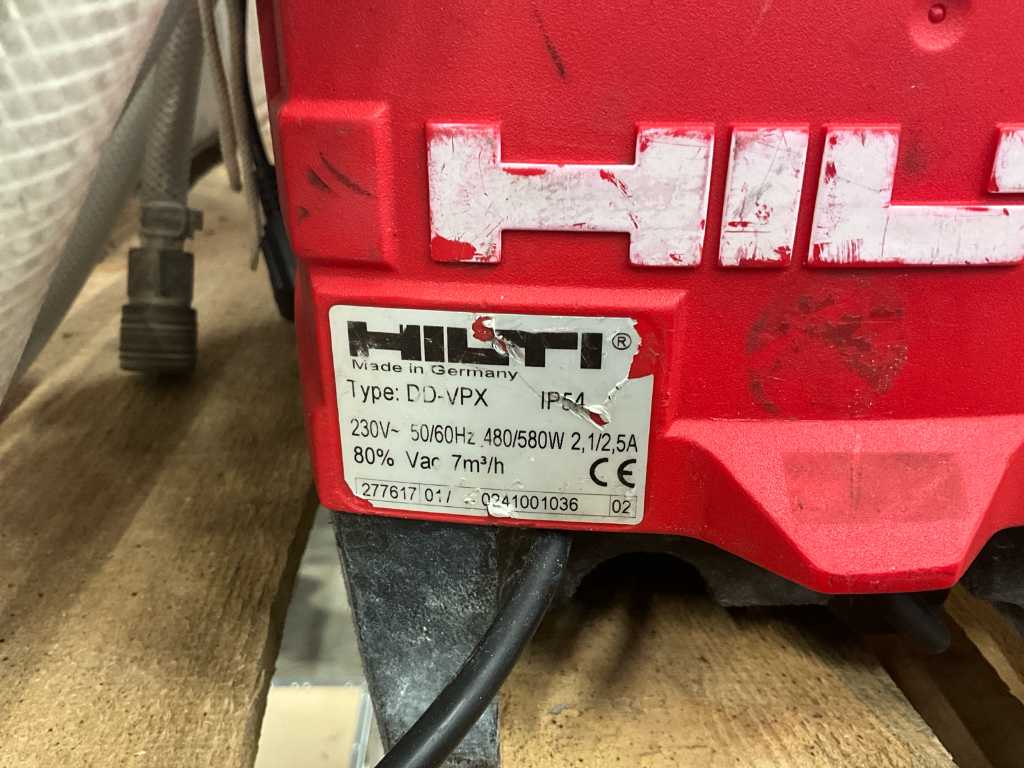 HILTI
HILTI®
Made in Germany
Type: DD-VPX IP54
230V~ 50/60Hz 480/580W 2,1/2,5A
80% Vac 7m³/h CE
277617 01/ 0241001036 02